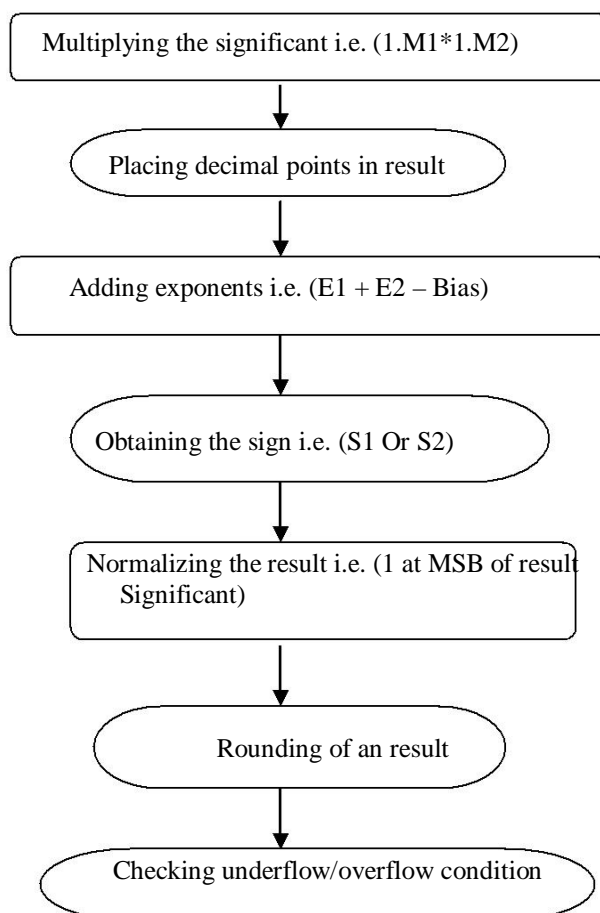 Multiplying the significant i.e. (1.M1*1.M2)
Placing decimal points in result
Adding exponents i.e. (E1 + E2 – Bias)
Obtaining the sign i.e. (S1 Or S2)
Normalizing the result i.e. (1 at MSB of result
Significant)
Rounding of an result
Checking underflow/overflow condition